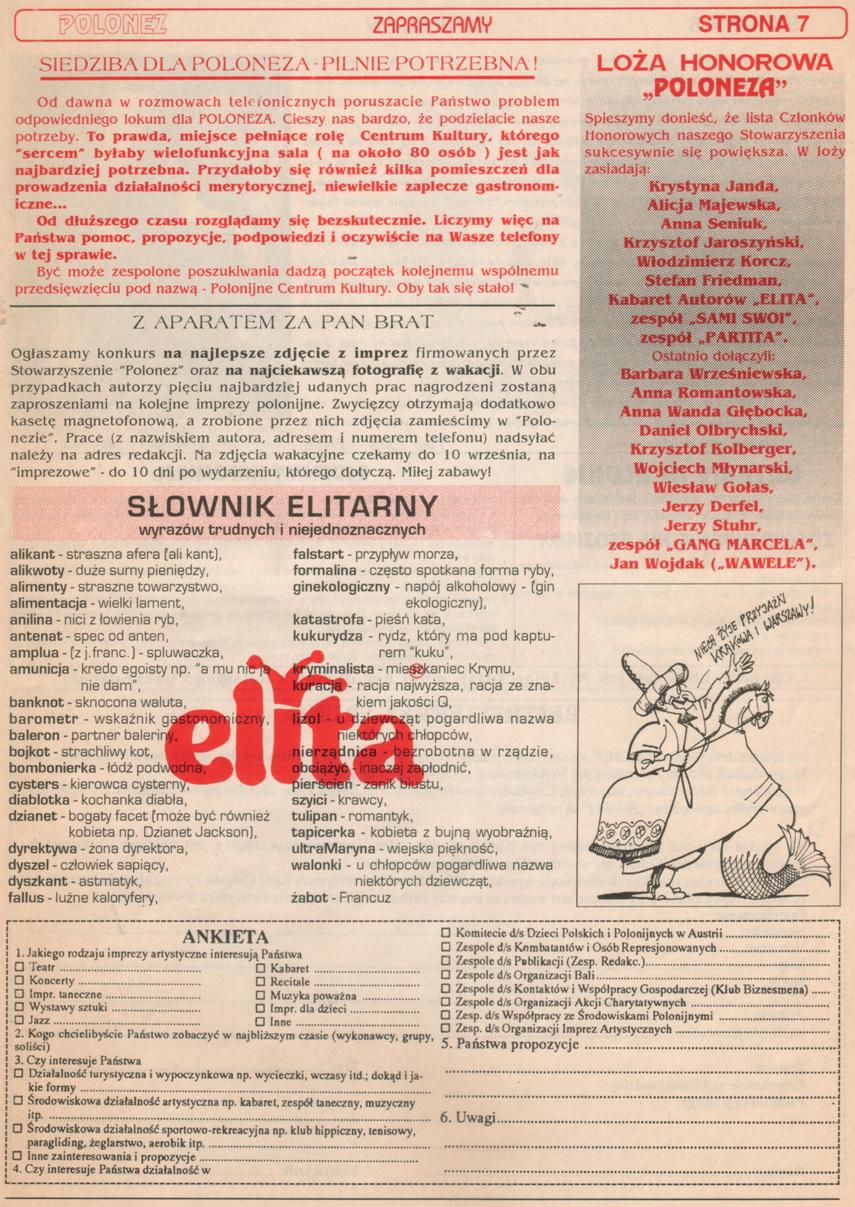 POLONEZ
ZAPRASZAMY
STRONA 7
SIEDZIBA DLA POLONEZA - PILNIE POTRZEBNA !
Od dawna w rozmowach telefonicznych poruszacie Państwo problem
odpowiedniego lokum dla POLONEZA. Cieszy nas bardzo, że podzielacie nasze
potrzeby. To prawda, miejsce pełniące rolę Centrum Kultury, którego
"sercem" byłaby wielofunkcyjna sala ( na około 80 osób ) jest jak
najbardziej potrzebna. Przydałoby się również kilka pomieszczeń dla
prowadzenia działalności merytorycznej, niewielkie zaplecze gastronom-
iczne...
Od dłuższego czasu rozglądamy się bezskutecznie. Liczymy więc na
Państwa pomoc, propozycje, podpowiedzi i oczywiście na Wasze telefony
w tej sprawie.
Być może zespolone poszukiwania dadzą początek kolejnemu wspólnemu
przedsięwzięciu pod nazwą - Polonijne Centrum Kultury. Oby tak się stało!
Z APARATEM ZA PAN BRAT
Ogłaszamy konkurs na najlepsze zdjęcie z imprez firmowanych przez
Stowarzyszenie "Polonez" oraz na najciekawszą fotografię z wakacji. W obu
przypadkach autorzy pięciu najbardziej udanych prac nagrodzeni zostaną
zaproszeniami na kolejne imprezy polonijne. Zwycięzcy otrzymają dodatkowo
kasetę magnetofonową, a zrobione przez nich zdjęcia zamieścimy w "Polo-
nezie". Prace (z nazwiskiem autora, adresem i numerem telefonu) nadsyłać
należy na adres redakcji. Na zdjęcia wakacyjne czekamy do 10 września, na
"imprezowe" - do 10 dni po wydarzeniu, którego dotyczą. Miłej zabawy!
LOŻA HONOROWA
„POLONEZA”
Spieszymy donieść, że lista Członków
Honorowych naszego Stowarzyszenia
sukcesywnie się powiększa. W loży
zasiadają:
Krystyna Janda,
Alicja Majewska,
Anna Seniuk,
Krzysztof Jaroszyński,
Włodzimierz Korcz,
Stefan Friedman,
Kabaret Autorów „ELITA”,
zespół „SAMI SWOI”,
zespół „PARTITA”.
Ostatnio dołączyli:
Barbara Wrześniewska,
Anna Romantowska,
Anna Wanda Głębocka,
Daniel Olbrychski,
Krzysztof Kolberger,
Wojciech Młynarski,
Wiesław Gołas,
Jerzy Derfel,
Jerzy Stuhr,
zespół „GANG MARCELA”,
Jan Wojdak („WAWELE”).
SŁOWNIK ELITARNY
wyrazów trudnych i niejednoznacznych
alikant - straszna afera (ali kant),
alikwoty - duże sumy pieniędzy,
alimenty - straszne towarzystwo,
alimentacja - wielki lament,
anilina - nici z łowienia ryb,
antenat - spec od anten,
amplua - (z j.franc.) - spluwaczka,
amunicja - kredo egoisty np. "a mu nic ja
nie dam",
banknot - sknocona waluta,
barometr - wskaźnik gastonomiczny,
baleron - partner baleriny,
bojkot - strachliwy kot,
bombonierka - łódź podwodna,
cysters - kierowca cysterny,
diablotka - kochanka diabła,
dzianet - bogaty facet (może być również
kobieta np. Dzianet Jackson),
dyrektywa - żona dyrektora,
dyszel - człowiek sapiący,
dyszkant - astmatyk,
fallus - luźne kaloryfery,
falstart - przypływ morza,
formalina - często spotkana forma ryby,
ginekologiczny - napój alkoholowy - (gin
ekologiczny),
katastrofa - pieśń kata,
kukurydza - rydz, który ma pod kaptu-
rem "kuku",
kryminalista - mieszkaniec Krymu,
kuracja - racja najwyższa, racja ze zna-
kiem jakości Q,
lizol - u dziewcząt pogardliwa nazwa
niektórych chłopców,
nierządnica - bezrobotna w rządzie,
obciążyć - inaczej zapłodnić,
pierścień - zanik biustu,
szyici - krawcy,
tulipan - romantyk,
tapicerka - kobieta z bujną wyobraźnią,
ultraMaryna - wiejska piękność,
walonki - u chłopców pogardliwa nazwa
niektórych dziewcząt,
żabot - Francuz
elita ®
NIECH ŻYJE PRZYJAŹŃ
KRAKOWA I WARSZAWY!
ANKIETA
1. Jakiego rodzaju imprezy artystyczne interesują Państwa
Teatr
Koncerty
Impr. taneczne
Wystawy sztuki
Jazz
Kabaret
Recitale
Muzyka poważna
Impr. dla dzieci
Inne
2. Kogo chcielibyście Państwo zobaczyć w najbliższym czasie (wykonawcy, grupy,
soliści)
3. Czy interesuje Państwa
Działalność turystyczna i wypoczynkowa np. wycieczki, wczasy itd.; dokąd i ja-
kie formy
Środowiskowa działalność artystyczna np. kabaret, zespół taneczny, muzyczny
itp.
Środowiskowa działalność sportowo-rekreacyjna np. klub hippiczny, tenisowy,
paragliding, żeglarstwo, aerobik itp.
Inne zainteresowania i propozycje
4. Czy interesuje Państwa działalność w
Komitecie d/s Dzieci Polskich i Polonijnych w Austrii
Zespole d/s Kombatantów i Osób Represjonowanych
Zespole d/s Publikacji (Zesp. Redakc.)
Zespole d/s Organizacji Bali
Zespole d/s Kontaktów i Współpracy Gospodarczej (Klub Biznesmena)
Zespole d/s Organizacji Akcji Charytatywnych
Zesp. d/s Współpracy ze Środowiskami Polonijnymi
Zesp. d/s Organizacji Imprez Artystycznych
5. Państwa propozycje
6. Uwagi